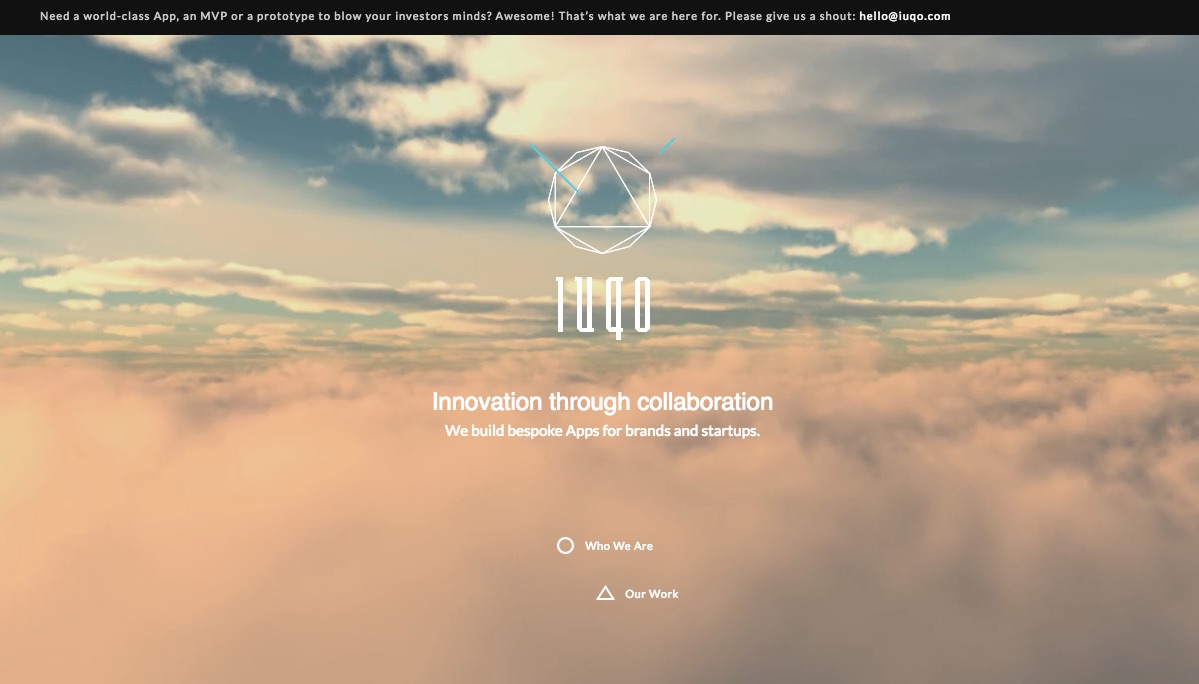 Need a world-class App, an MVP or a prototype to blow your investors minds? Awesome! That's what we are here for. Please give us a shout: hello@iuqo.com
IUQO
Innovation through collaboration
We build bespoke Apps for brands and startups.
Who We Are
Our Work